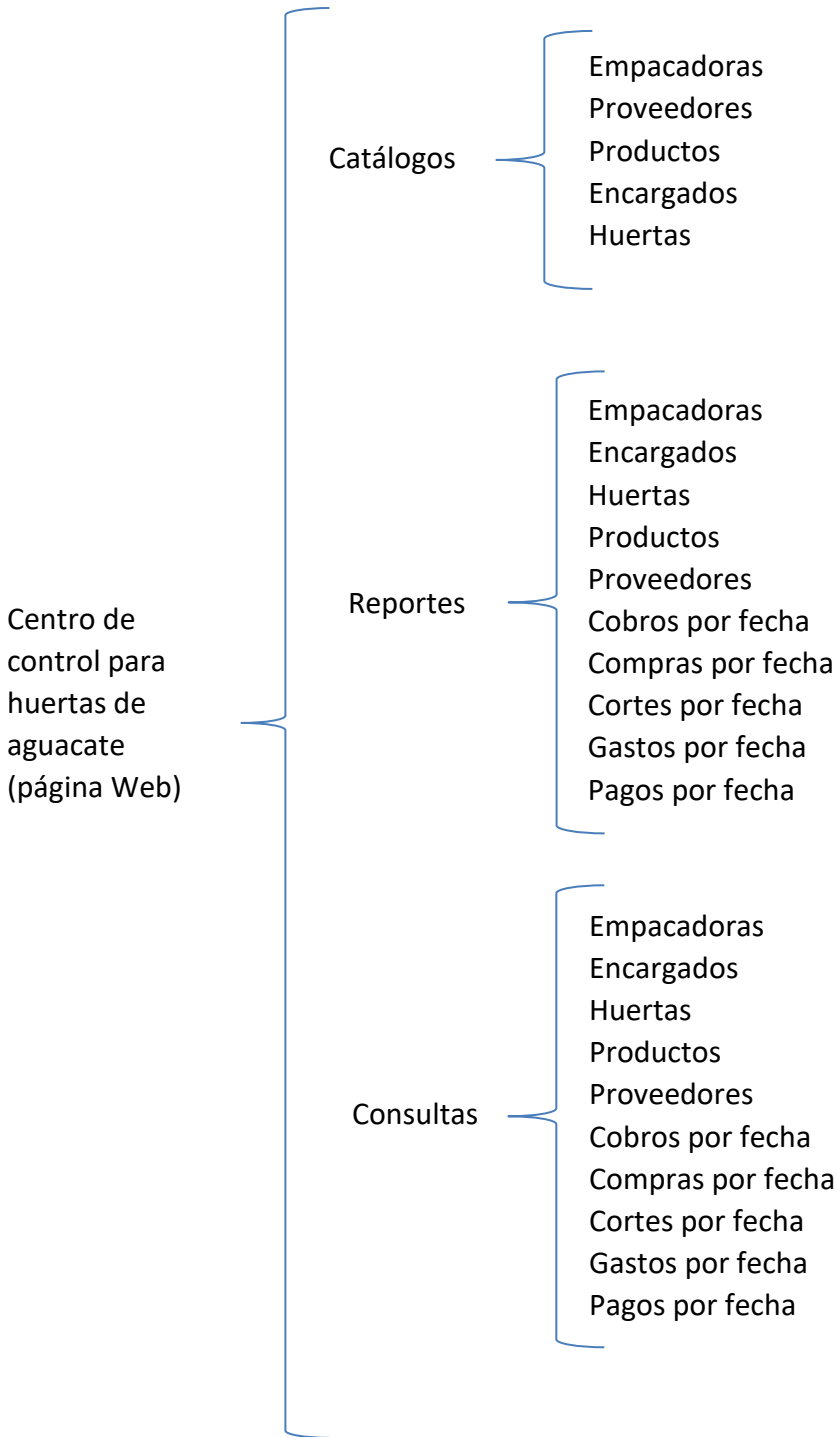 Centro de
control para
huertas de
aguacate
(página Web)
Catálogos
Empacadoras
Proveedores
Productos
Encargados
Huertas
Reportes
Empacadoras
Encargados
Huertas
Productos
Proveedores
Cobros por fecha
Compras por fecha
Cortes por fecha
Gastos por fecha
Pagos por fecha
Consultas
Empacadoras
Encargados
Huertas
Productos
Proveedores
Cobros por fecha
Compras por fecha
Cortes por fecha
Gastos por fecha
Pagos por fecha